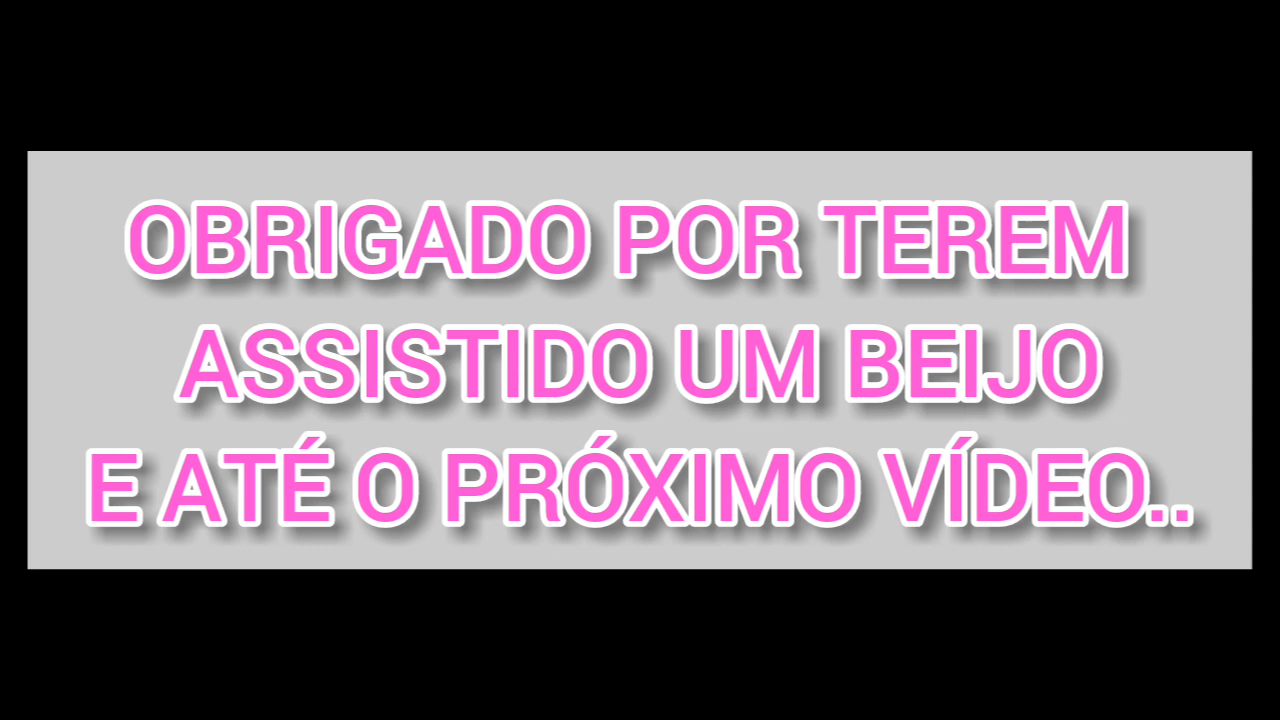 OBRIGADO POR TEREM
ASSISTIDO UM BEIJO
E ATÉ O PRÓXIMO VÍDEO..